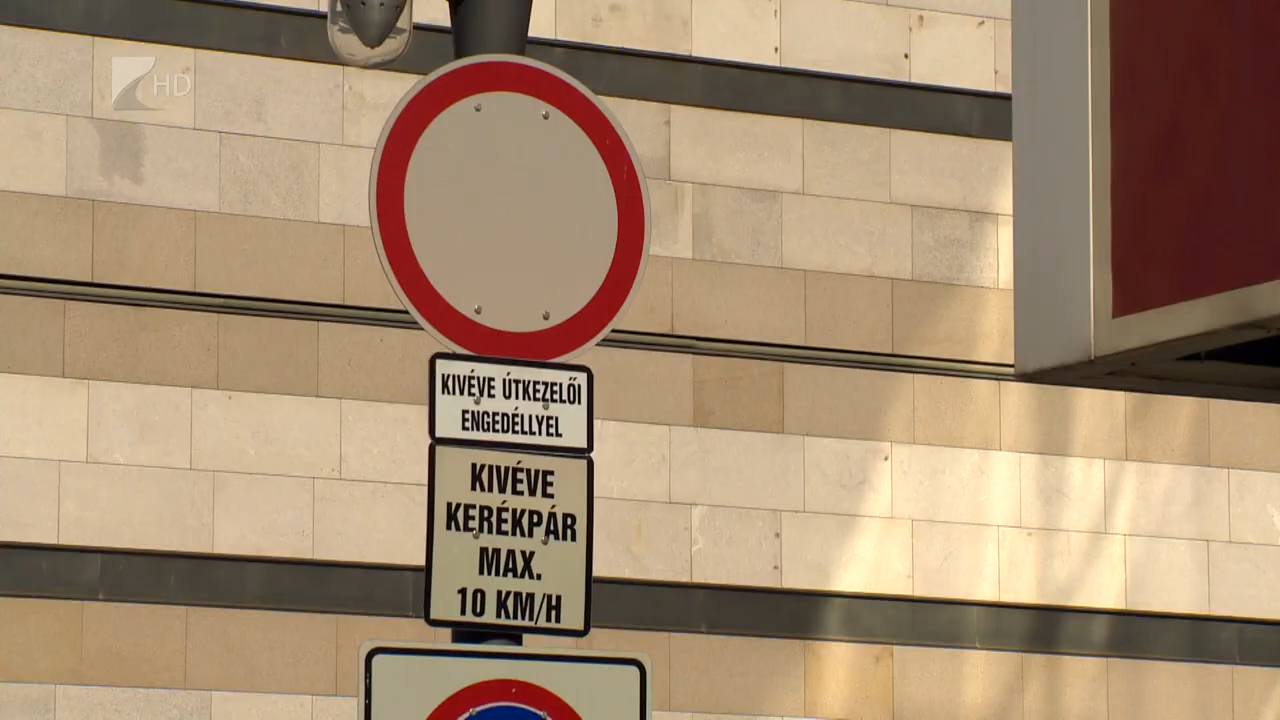 HD
KIVÉVE ÚTKEZELŐI
ENGEDÉLLYEL
KIVÉVE
KERÉKPÁR
MAX.
10 KM/H